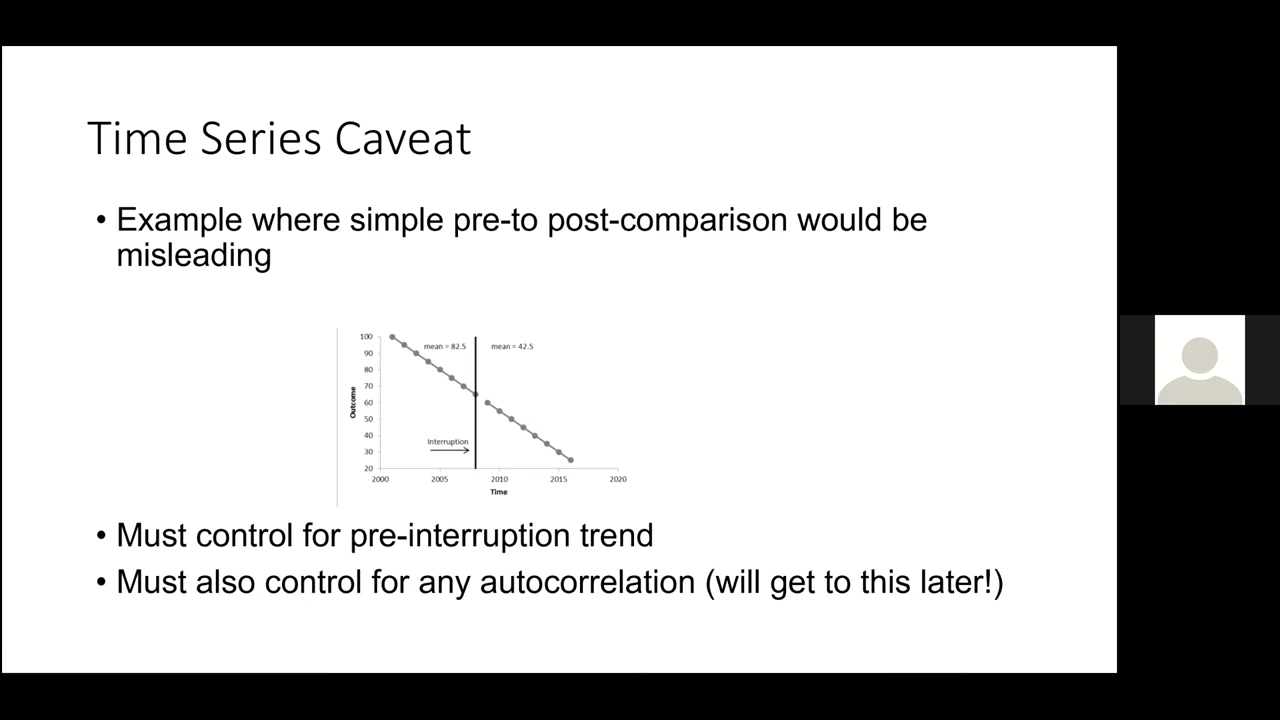 Time Series Caveat
• Example where simple pre-to post-comparison would be
misleading
100
90
80
70
60
50
40
30
20
mean = 82.5
mean = 42.5
Outcome
Interruption
2000
2005
2010
2015
2020
Time
• Must control for pre-interruption trend
• Must also control for any autocorrelation (will get to this later!)